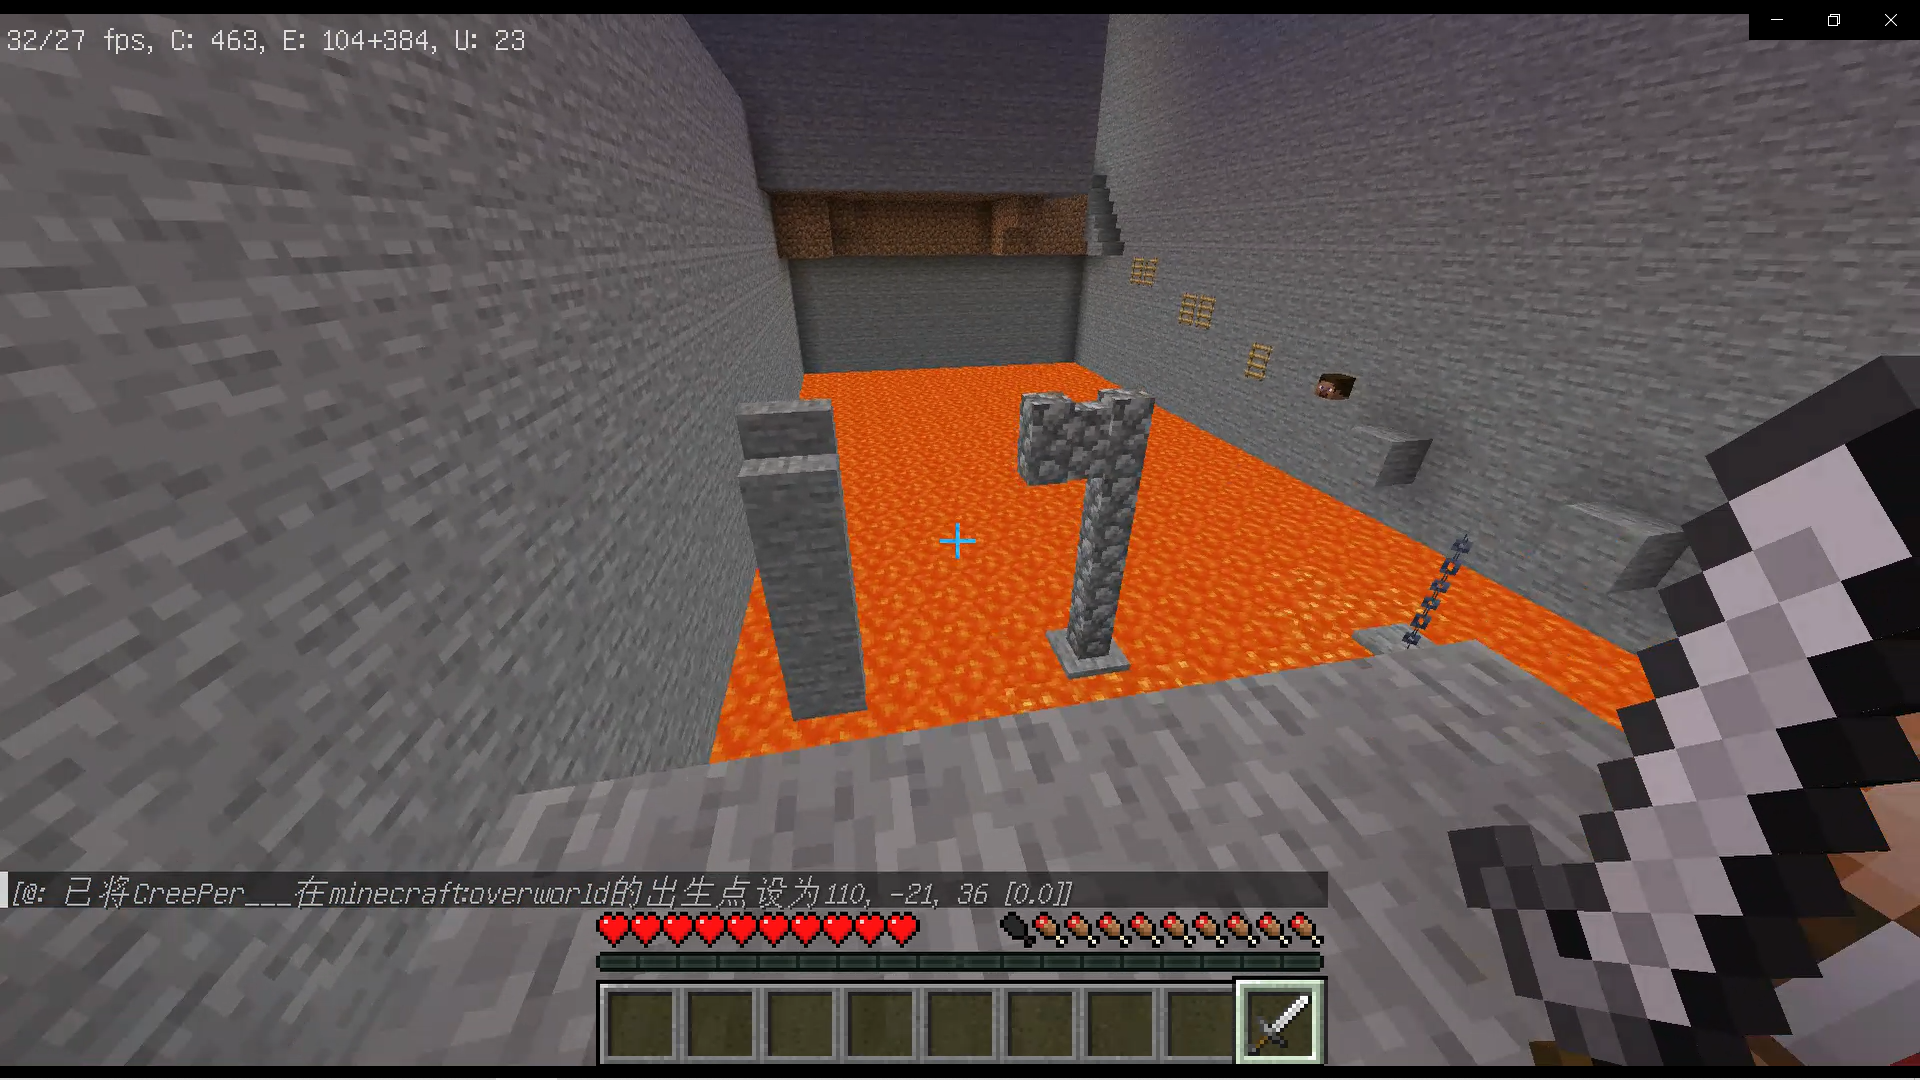 32/27 fps, C: 463, E: 104+384, U: 23
[@: 已将CreePer___在minecraft:overworld的出生点设为110, -21, 36 [0.0]]